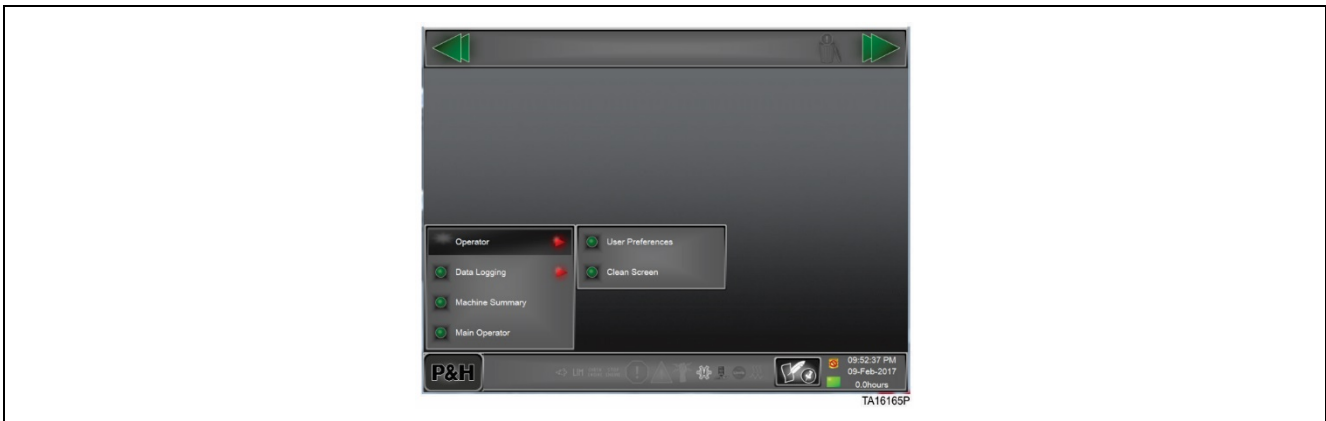 Operator
User Preferences
Data Logging
Clean Screen
Machine Summary
Main Operator
P&H
LIM
09:52:37 PM
09-Feb-2017
0.0hours
TA16165P